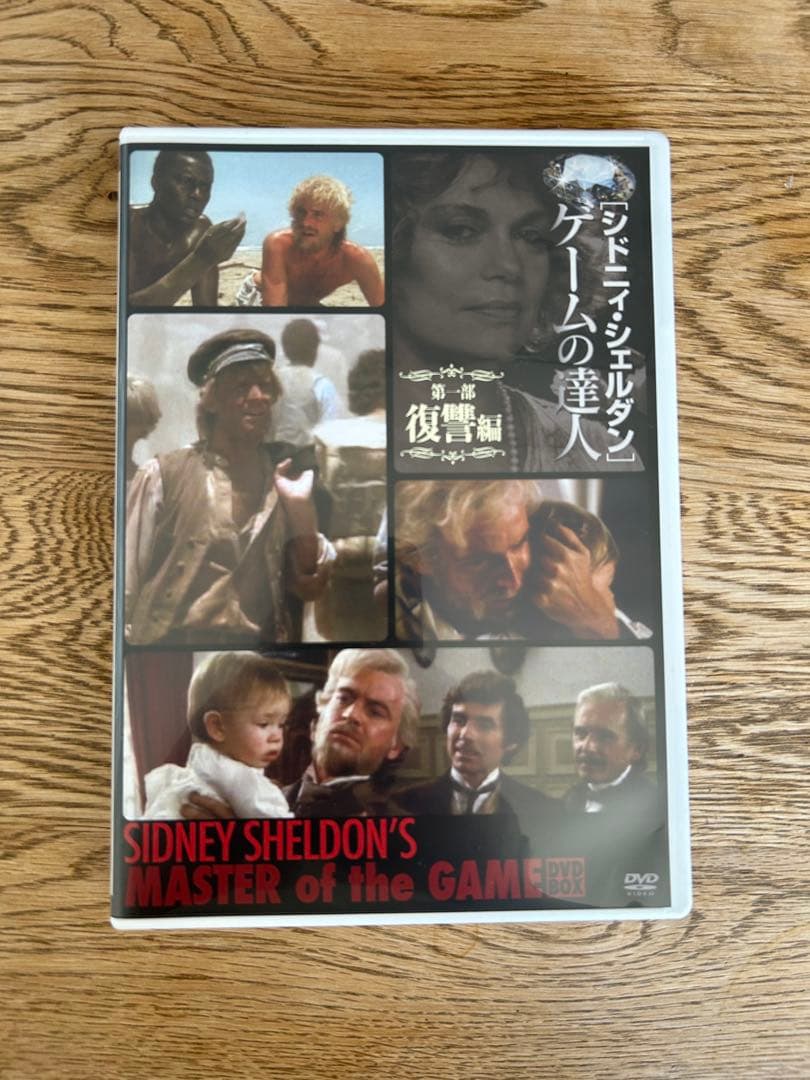 [シドニィ・シェルダン]
ゲームの達人
第一部
復讐編
SIDNEY SHELDON'S
MASTER of the GAME
DVD
BOX
DVD
VIDEO